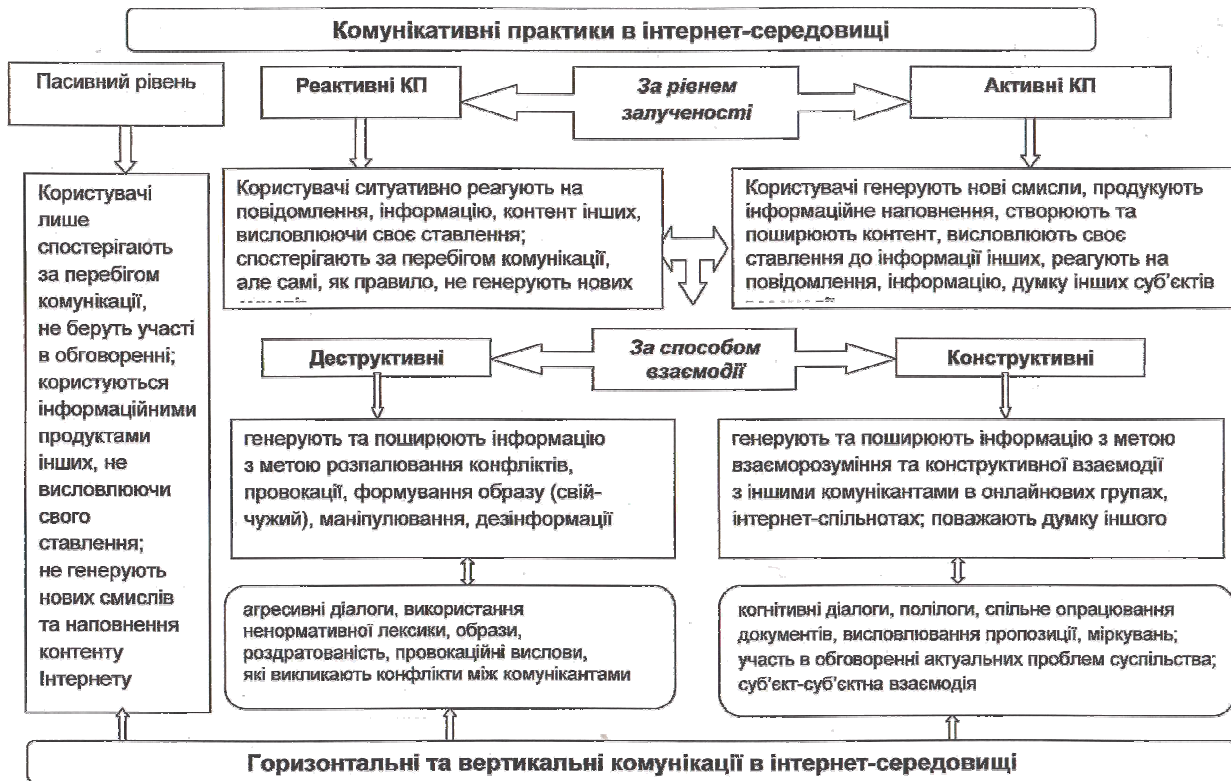 Комунікативні практики в інтернет-середовищі
Пасивний рівень
Реактивні КП
За рівнем
залученості
Активні КП
Користувачі
лише
спостерігають
за перебігом
комунікації,
не беруть участі
в обговоренні;
користуються
інформаційними
продуктами
інших, не
висловлюючи
свого
ставлення;
не генерують
нових смислів
та наповнення
контенту
Інтернету
Користувачі ситуативно реагують на
повідомлення, інформацію, контент інших,
висловлюючи своє ставлення;
спостерігають за перебігом комунікації,
але самі, як правило, не генерують нових
Користувачі генерують нові смисли, продукують
інформаційне наповнення, створюють та
поширюють контент, висловлюють своє
ставлення до інформації інших, реагують на
повідомлення, інформацію, думку інших суб’єктів
Деструктивні
За способом
взаємодії
Конструктивні
генерують та поширюють інформацію
з метою розпалювання конфліктів,
провокації, формування образу (свій-
чужий), маніпулювання, дезінформації
генерують та поширюють інформацію з метою
взаєморозуміння та конструктивної взаємодії
з іншими комунікантами в онлайнових групах,
інтернет-спільнотах; поважають думку іншого
агресивні діалоги, використання
ненормативної лексики, образи,
роздратованість, провокаційні вислови,
які викликають конфлікти між комунікантами
когнітивні діалоги, полілоги, спільне опрацювання
документів, висловлювання пропозиції, міркувань;
участь в обговоренні актуальних проблем суспільства;
суб’єкт-суб’єктна взаємодія
Горизонтальні та вертикальні комунікації в інтернет-середовищі